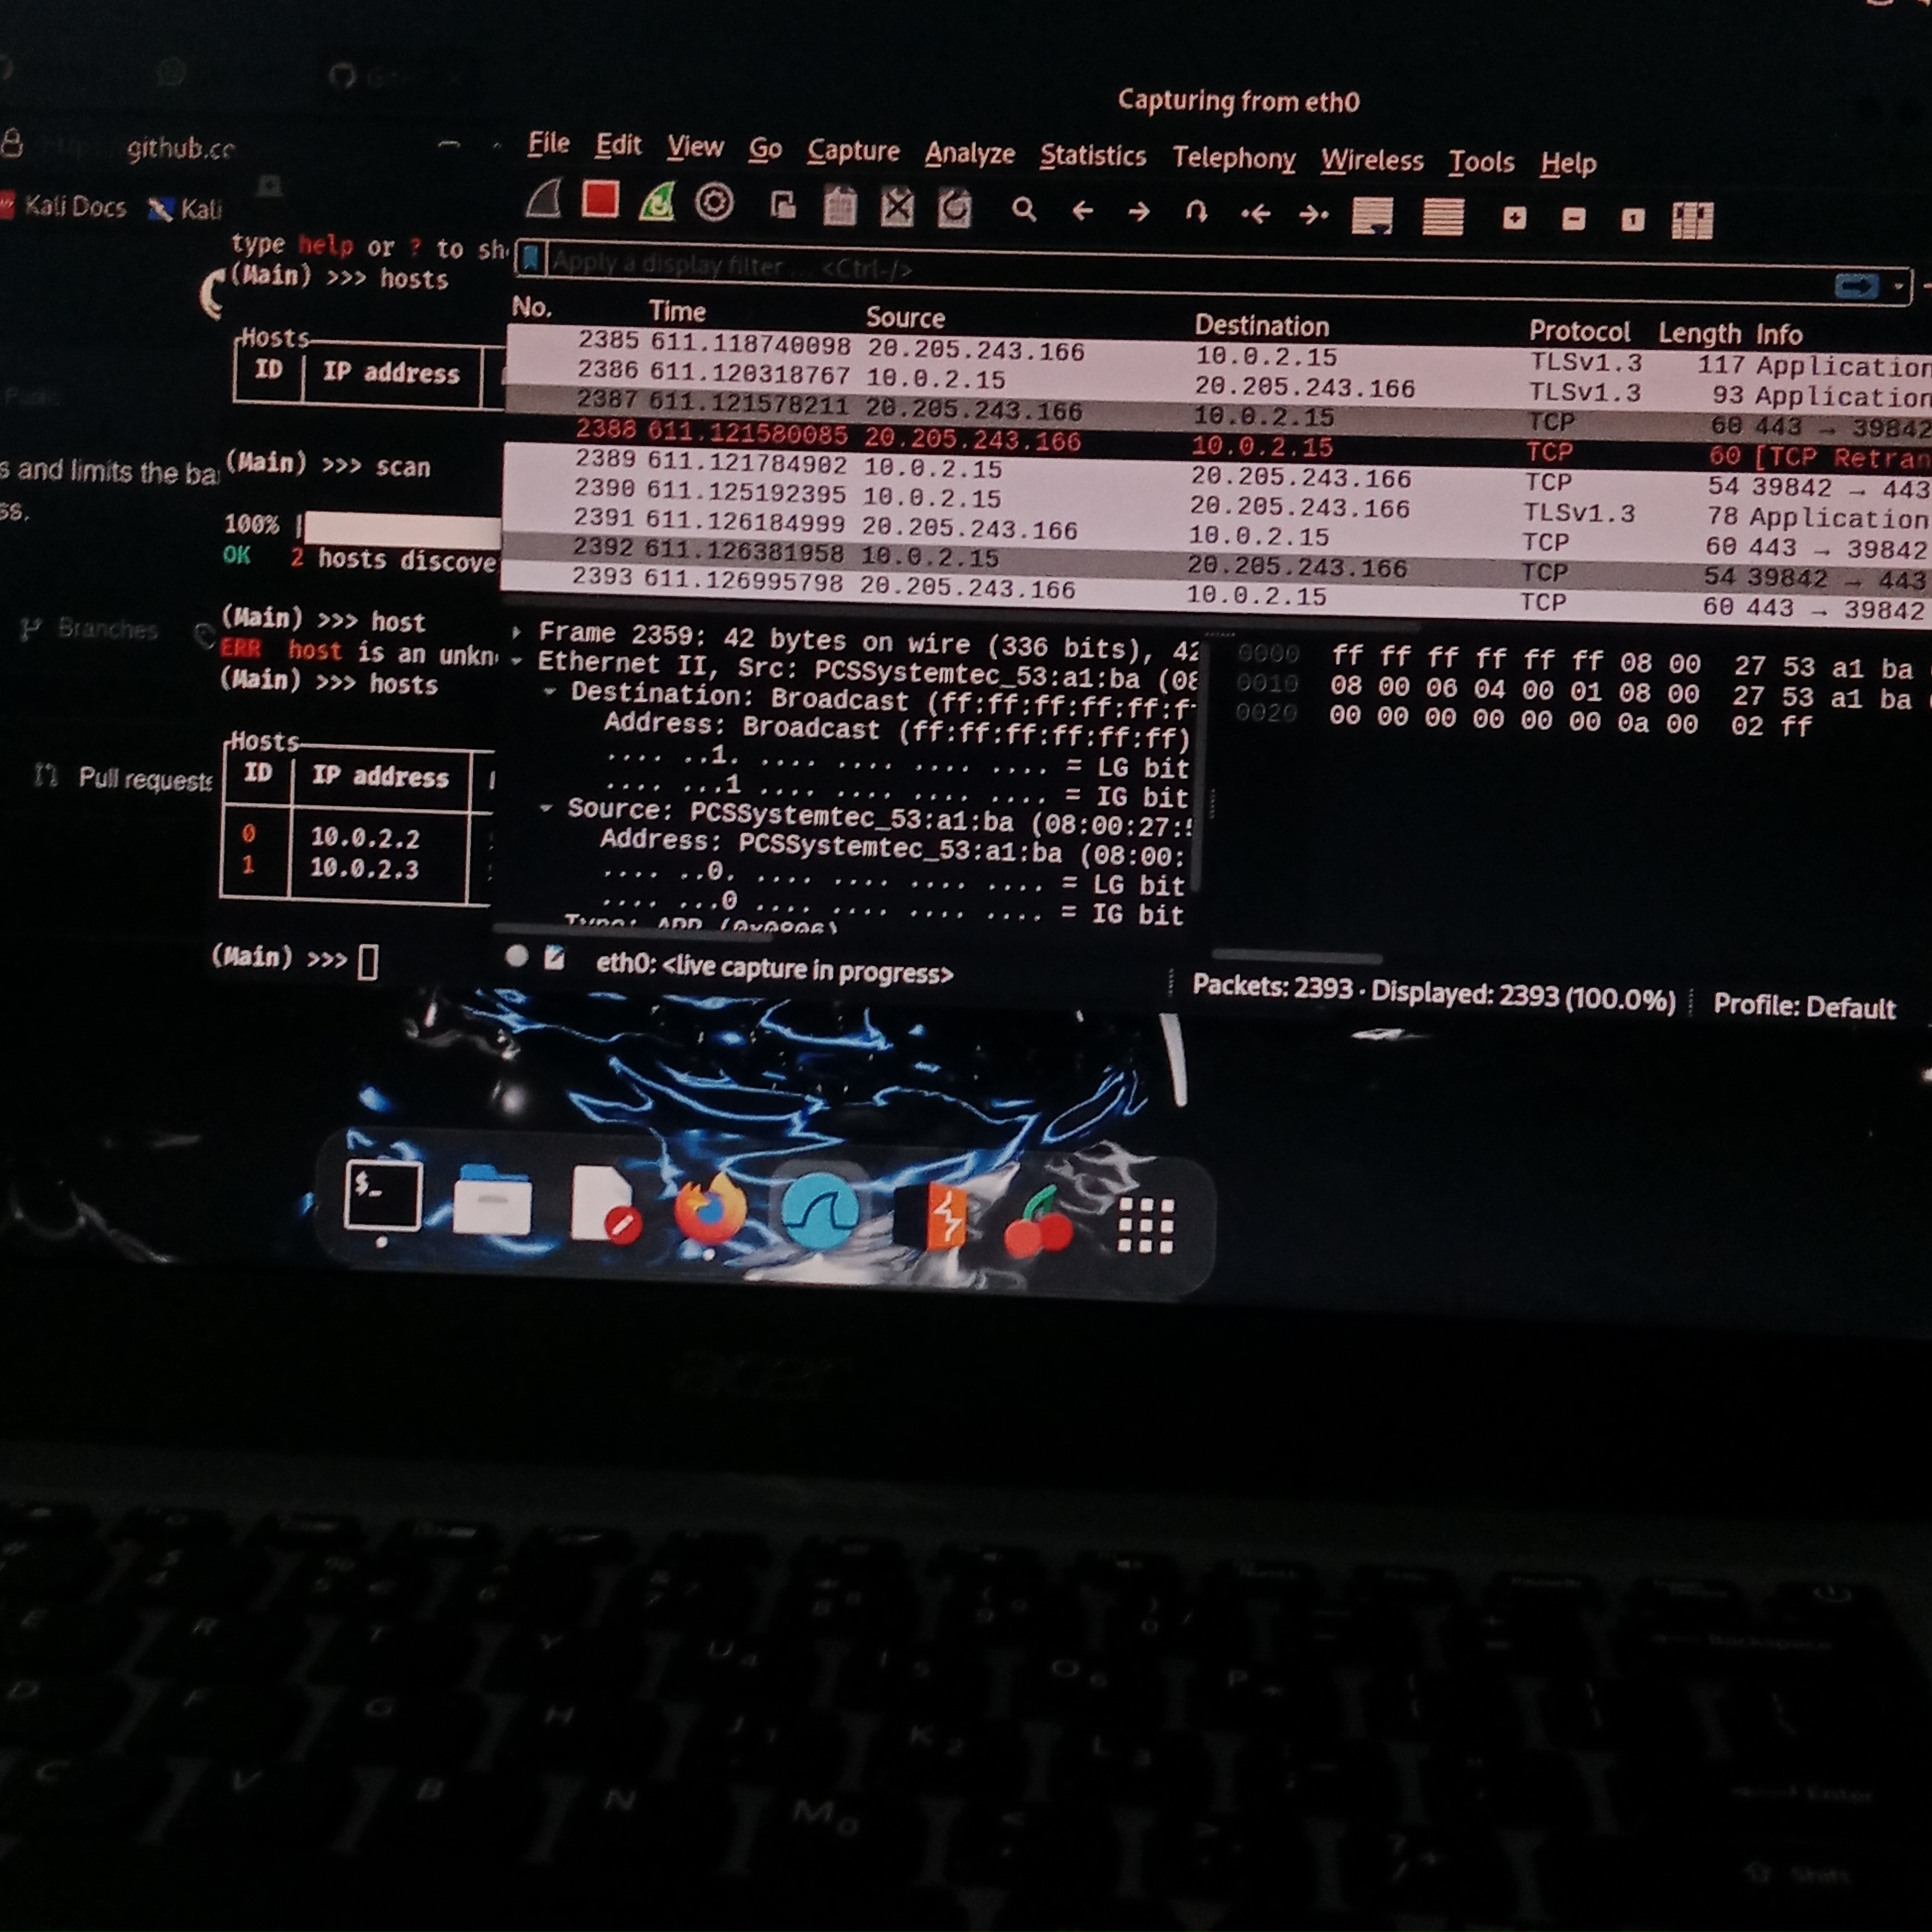 Capturing from eth0
github.cc
File Edit View Go Capture Analyze Statistics Telephony Wireless Tools Help
Kali Docs Kali
Apply a display filter ... <Ctrl-/>
type help or ? to sh
(Main) >>> hosts
Hosts
ID IP address
(Main) >>> scan
s and limits the ba
ss.
100%
OK 2 hosts discove
(Main) >>> host
Branches
ERR host is an unkn
(Main) >>> hosts
Hosts
Pull requests
ID IP address
0 10.0.2.2
1 10.0.2.3
(Main) >>>
No. Time Source Destination Protocol Length Info
2385 611.118740098 20.205.243.166 10.0.2.15 TLSv1.3 117 Application
2386 611.120318767 10.0.2.15 20.205.243.166 TLSv1.3 93 Application
2387 611.121578211 20.205.243.166 10.0.2.15 TCP 60 443 → 39842
2388 611.121580085 20.205.243.166 10.0.2.15 TCP 60 [TCP Retran
2389 611.121784902 10.0.2.15 20.205.243.166 TCP 54 39842 → 443
2390 611.125192395 10.0.2.15 20.205.243.166 TLSv1.3 78 Application
2391 611.126184999 20.205.243.166 10.0.2.15 TCP 60 443 → 39842
2392 611.126381958 10.0.2.15 20.205.243.166 TCP 54 39842 → 443
2393 611.126995798 20.205.243.166 10.0.2.15 TCP 60 443 → 39842
Frame 2359: 42 bytes on wire (336 bits), 42
Ethernet II, Src: PCSSystemtec_53:a1:ba (08
Destination: Broadcast (ff:ff:ff:ff:ff:f
Address: Broadcast (ff:ff:ff:ff:ff:ff)
.... ..1. .... .... .... .... = LG bit
.... ...1 .... .... .... .... = IG bit
Source: PCSSystemtec_53:a1:ba (08:00:27:
Address: PCSSystemtec_53:a1:ba (08:00:
.... ..0. .... .... .... .... = LG bit
.... ...0 .... .... .... .... = IG bit
Type: ARP (0x0806)
0000 ff ff ff ff ff ff 08 00 27 53 a1 ba
0010 08 00 06 04 00 01 08 00 27 53 a1 ba
0020 00 00 00 00 00 00 0a 00 02 ff
eth0: <live capture in progress>
Packets: 2393 · Displayed: 2393 (100.0%) Profile: Default
$_
acer
Backspace
E R T Y U 4 I 5 O 6 P
D F G H J 1 K 2 L 3
Enter
C V B N M 0
Shift